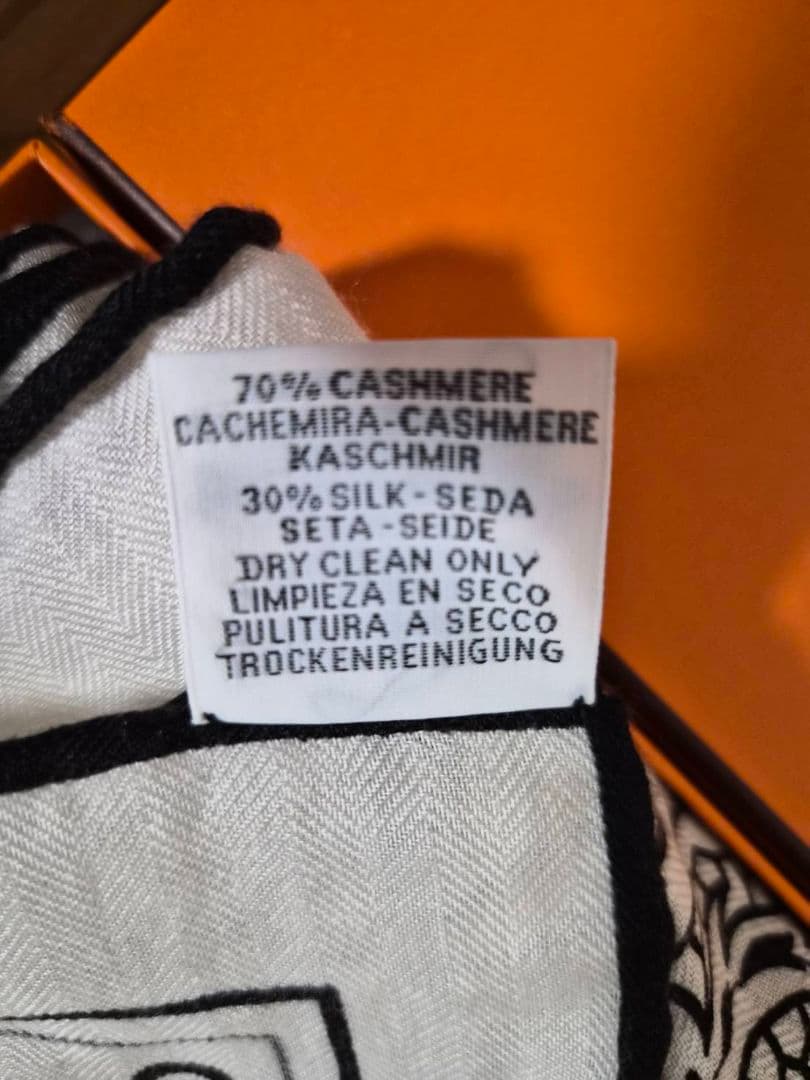 70% CASHMERE
CACHEMIRA-CASHMERE
KASCHMIR
30% SILK - SEDA
SETA - SEIDE
DRY CLEAN ONLY
LIMPIEZA EN SECO
PULITURA A SECCO
TROCKENREINIGUNG